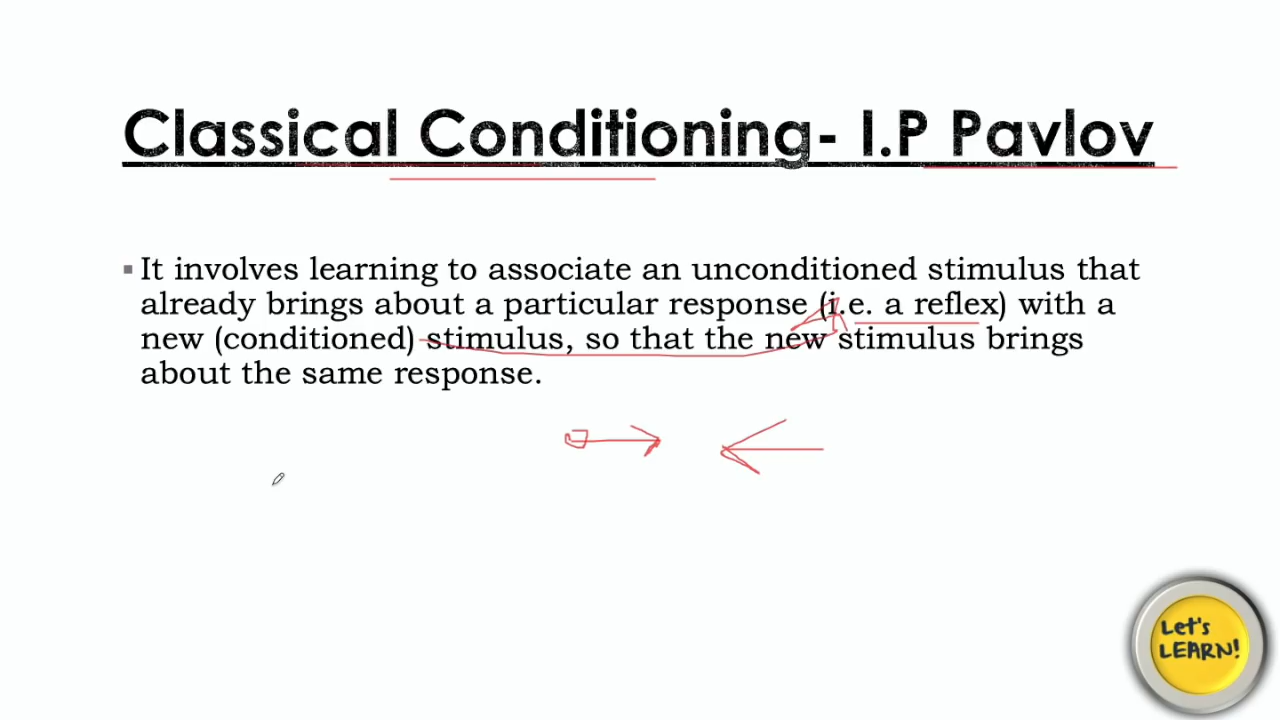 Classical Conditioning- I.P Pavlov
▪ It involves learning to associate an unconditioned stimulus that
already brings about a particular response (i.e. a reflex) with a
new (conditioned) stimulus, so that the new stimulus brings
about the same response.
Let's
LEARN!